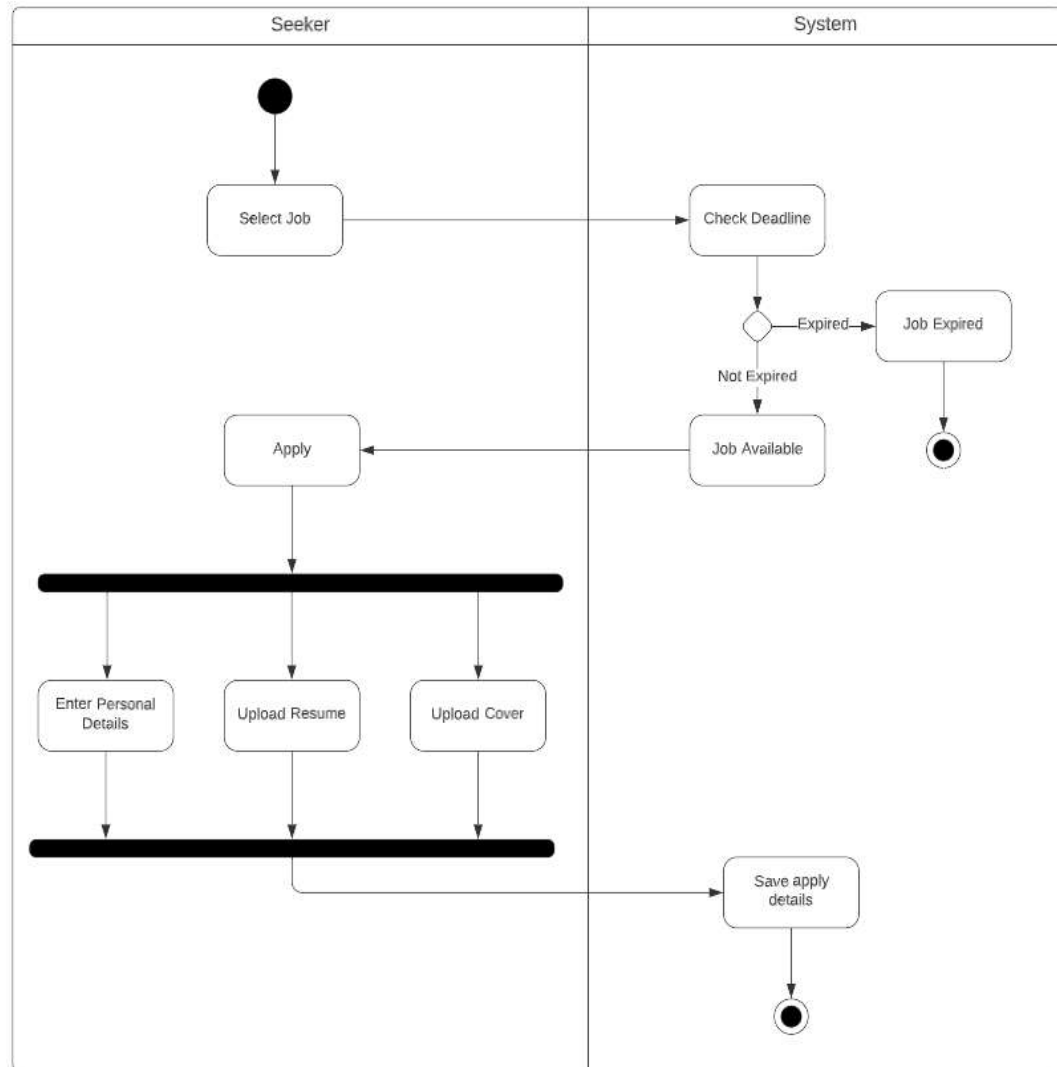 Seeker
System
Select Job
Check Deadline
Expired
Job Expired
Not Expired
Apply
Job Available
Enter Personal
Details
Upload Resume
Upload Cover
Save apply
details